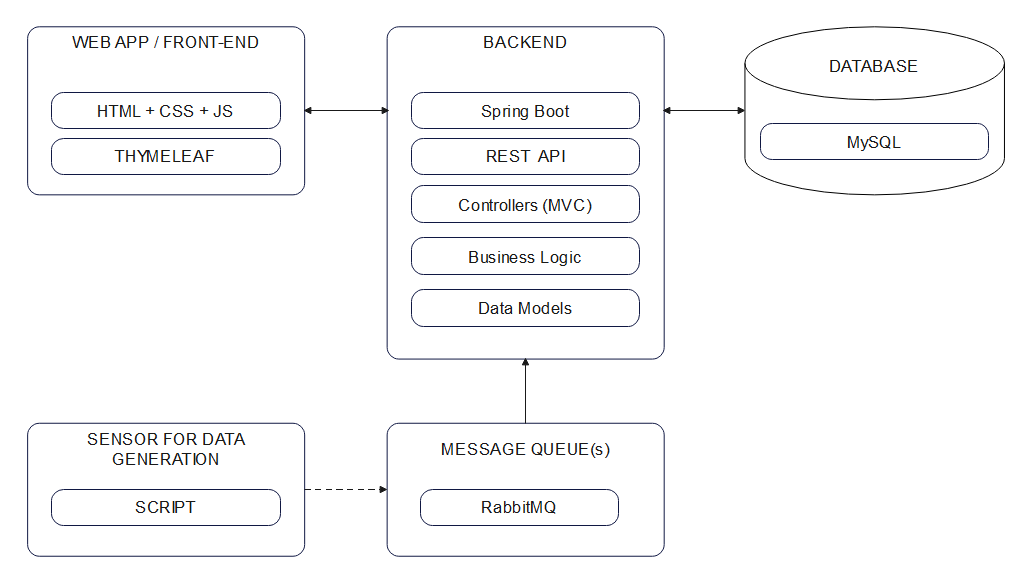 WEB APP / FRONT-END
HTML + CSS + JS
THYMELEAF
BACKEND
Spring Boot
REST API
Controllers (MVC)
Business Logic
Data Models
DATABASE
MySQL
SENSOR FOR DATA
GENERATION
SCRIPT
MESSAGE QUEUE(s)
RabbitMQ